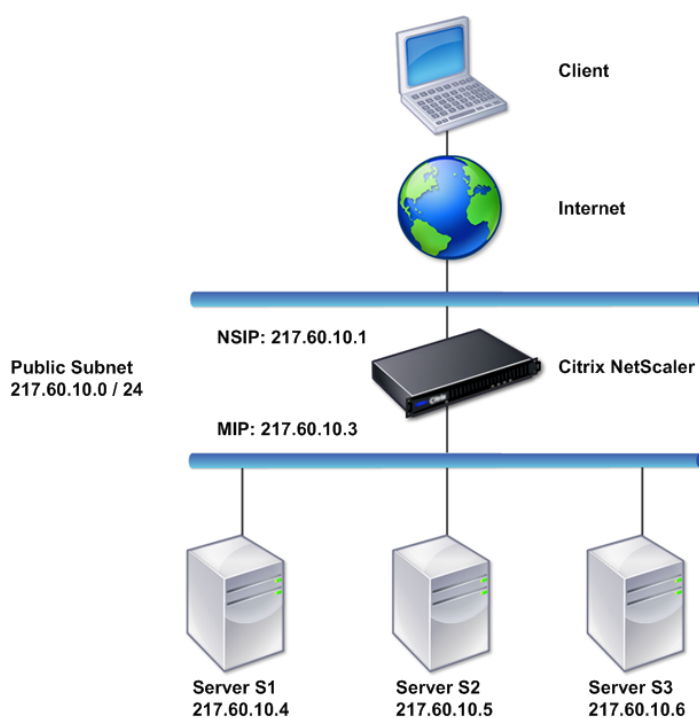 Client
Internet
NSIP: 217.60.10.1
Public Subnet
217.60.10.0 / 24
Citrix NetScaler
CITRIX
MIP: 217.60.10.3
Server S1
217.60.10.4
Server S2
217.60.10.5
Server S3
217.60.10.6